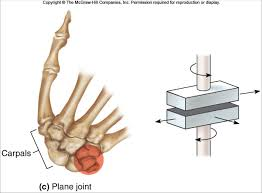 Copyright © The McGraw-Hill Companies, Inc. Permission required for reproduction or display.
Carpals
(c) Plane joint